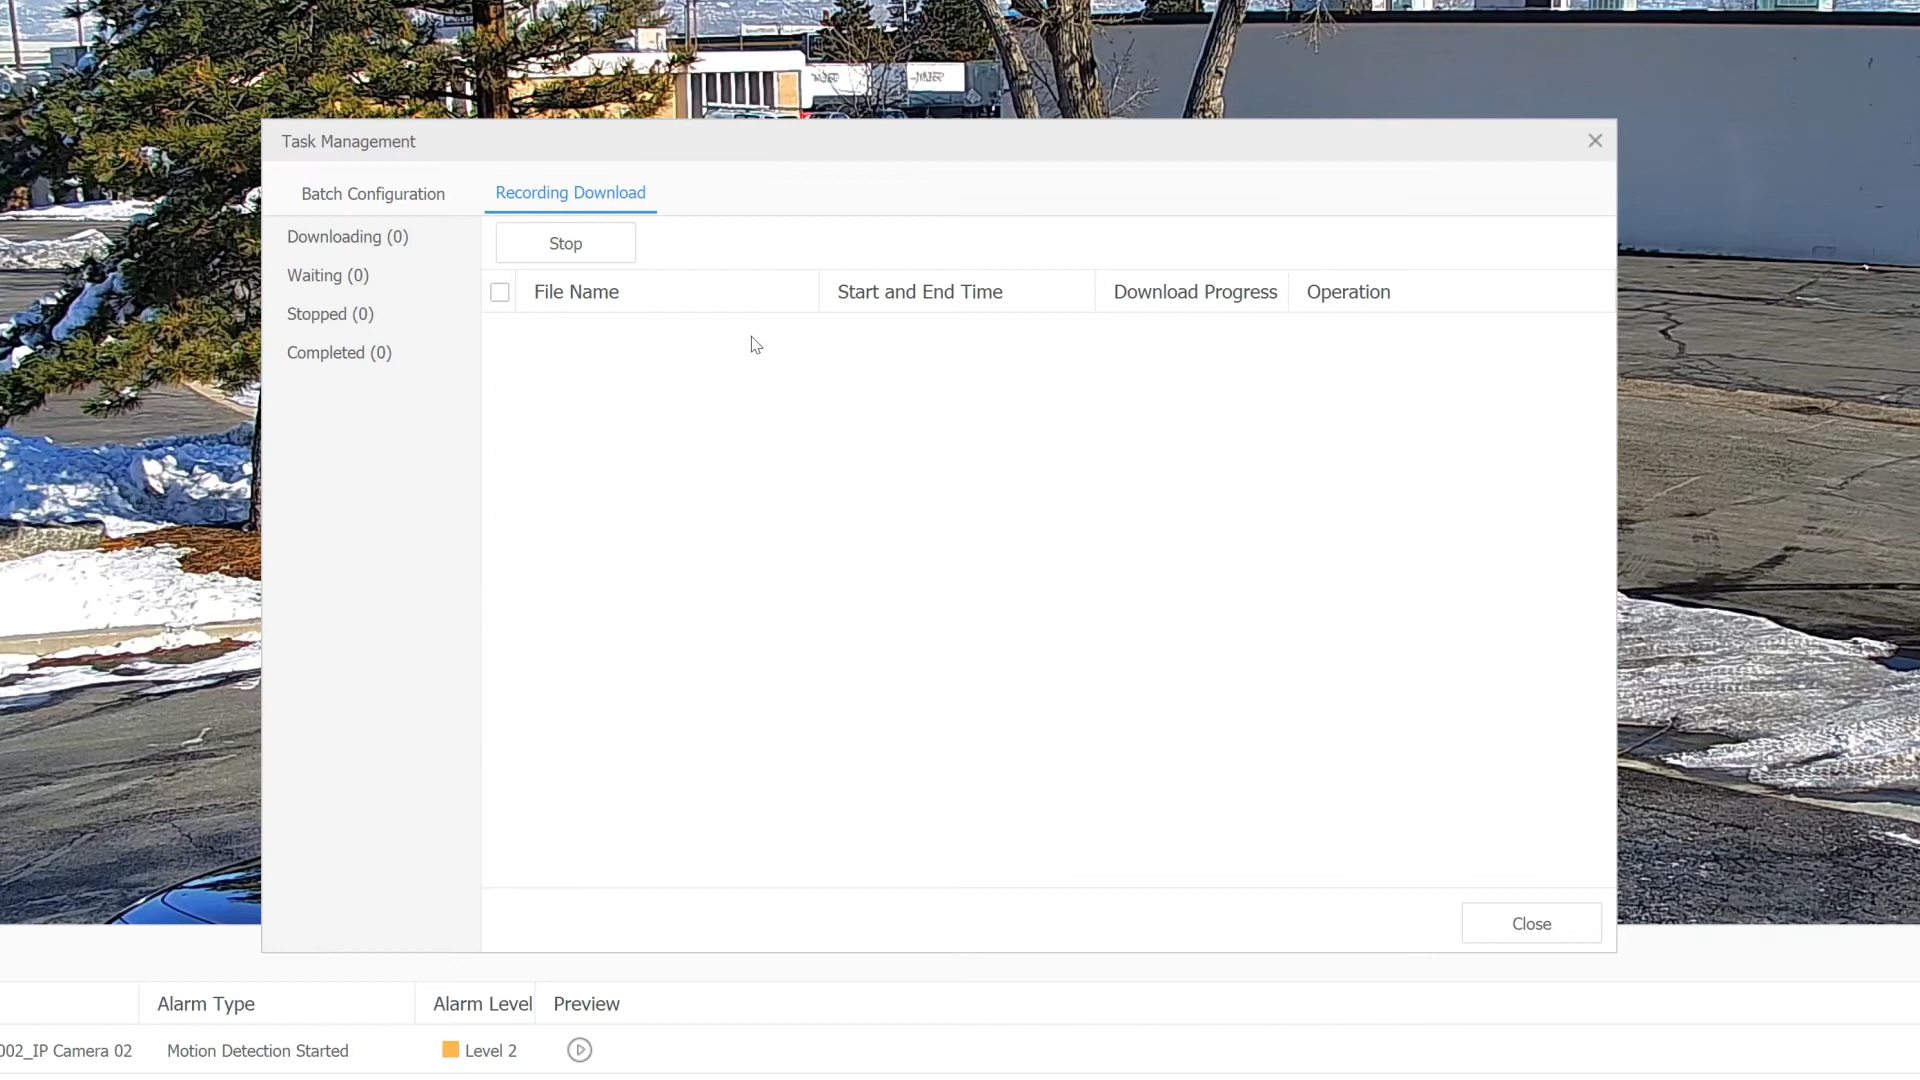 Task Management
Batch Configuration
Recording Download
Downloading (0)
Waiting (0)
Stopped (0)
Completed (0)
Stop
File Name
Start and End Time
Download Progress
Operation
Close
Alarm Type
Alarm Level
Preview
002_IP Camera 02
Motion Detection Started
Level 2